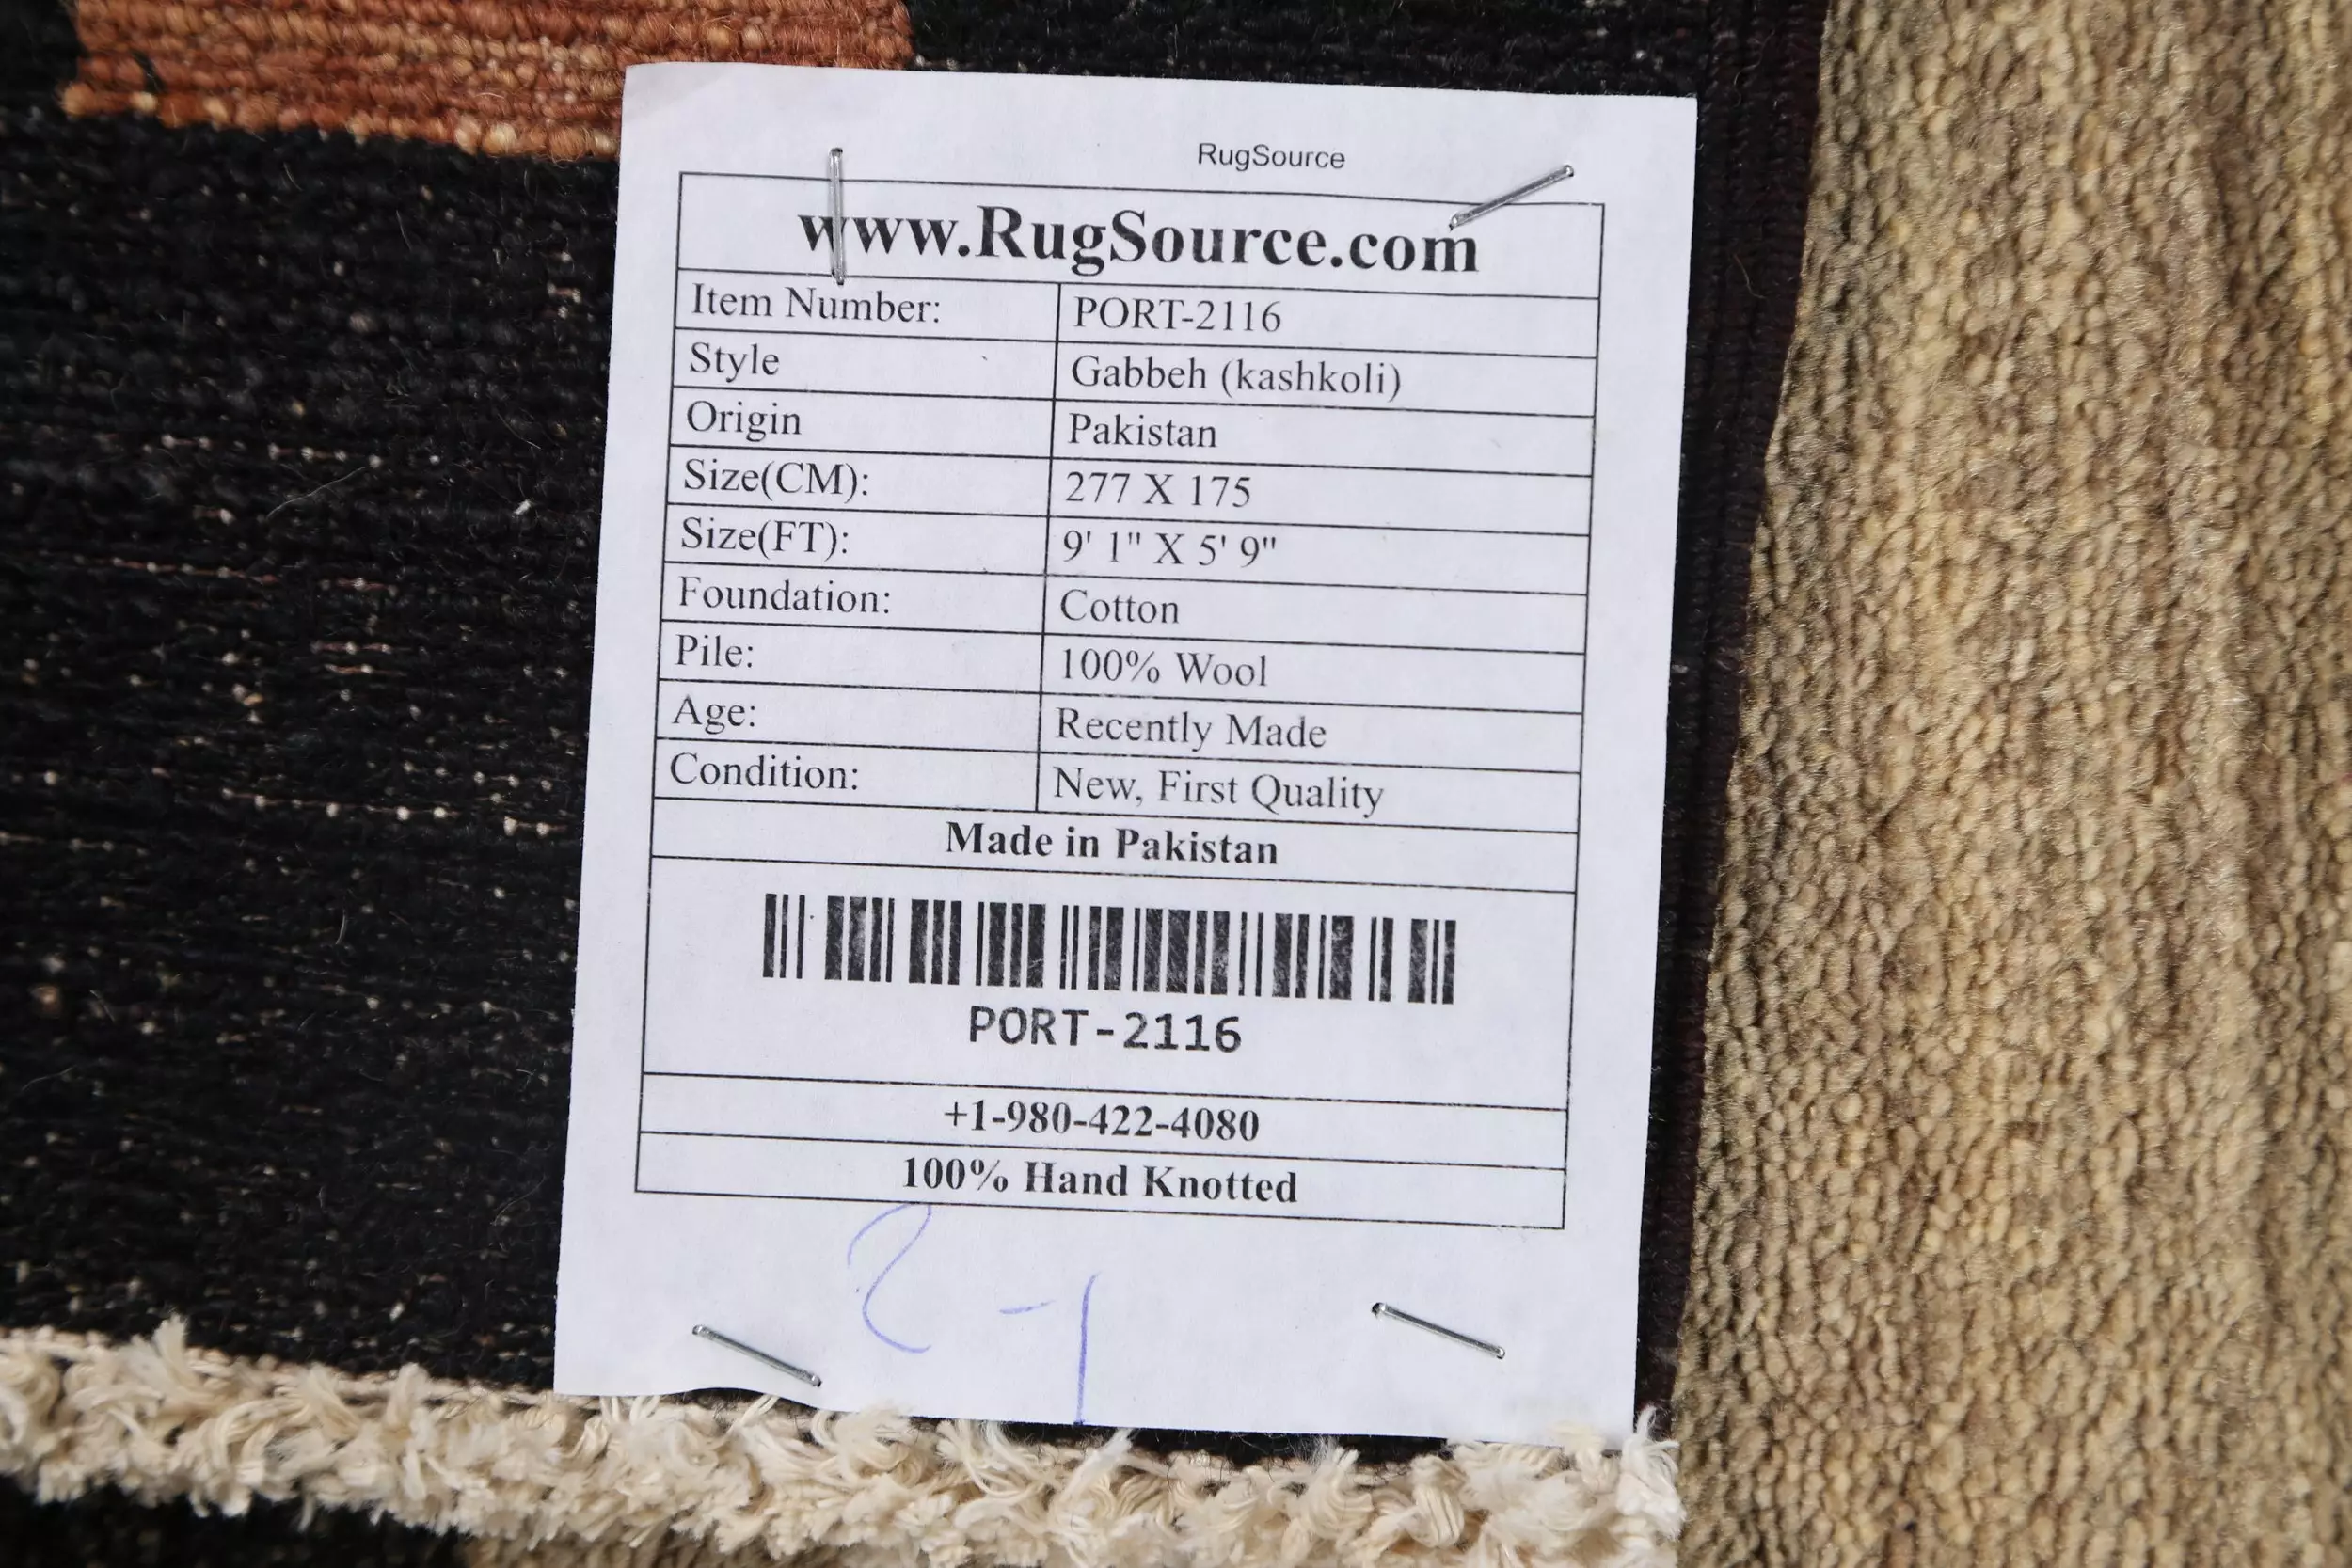 RugSource
www.RugSource.com
Item Number: PORT-2116
Style Gabbeh (kashkoli)
Origin Pakistan
Size(CM): 277 X 175
Size(FT): 9' 1" X 5' 9"
Foundation: Cotton
Pile: 100% Wool
Age: Recently Made
Condition: New, First Quality
Made in Pakistan
PORT-2116
+1-980-422-4080
100% Hand Knotted